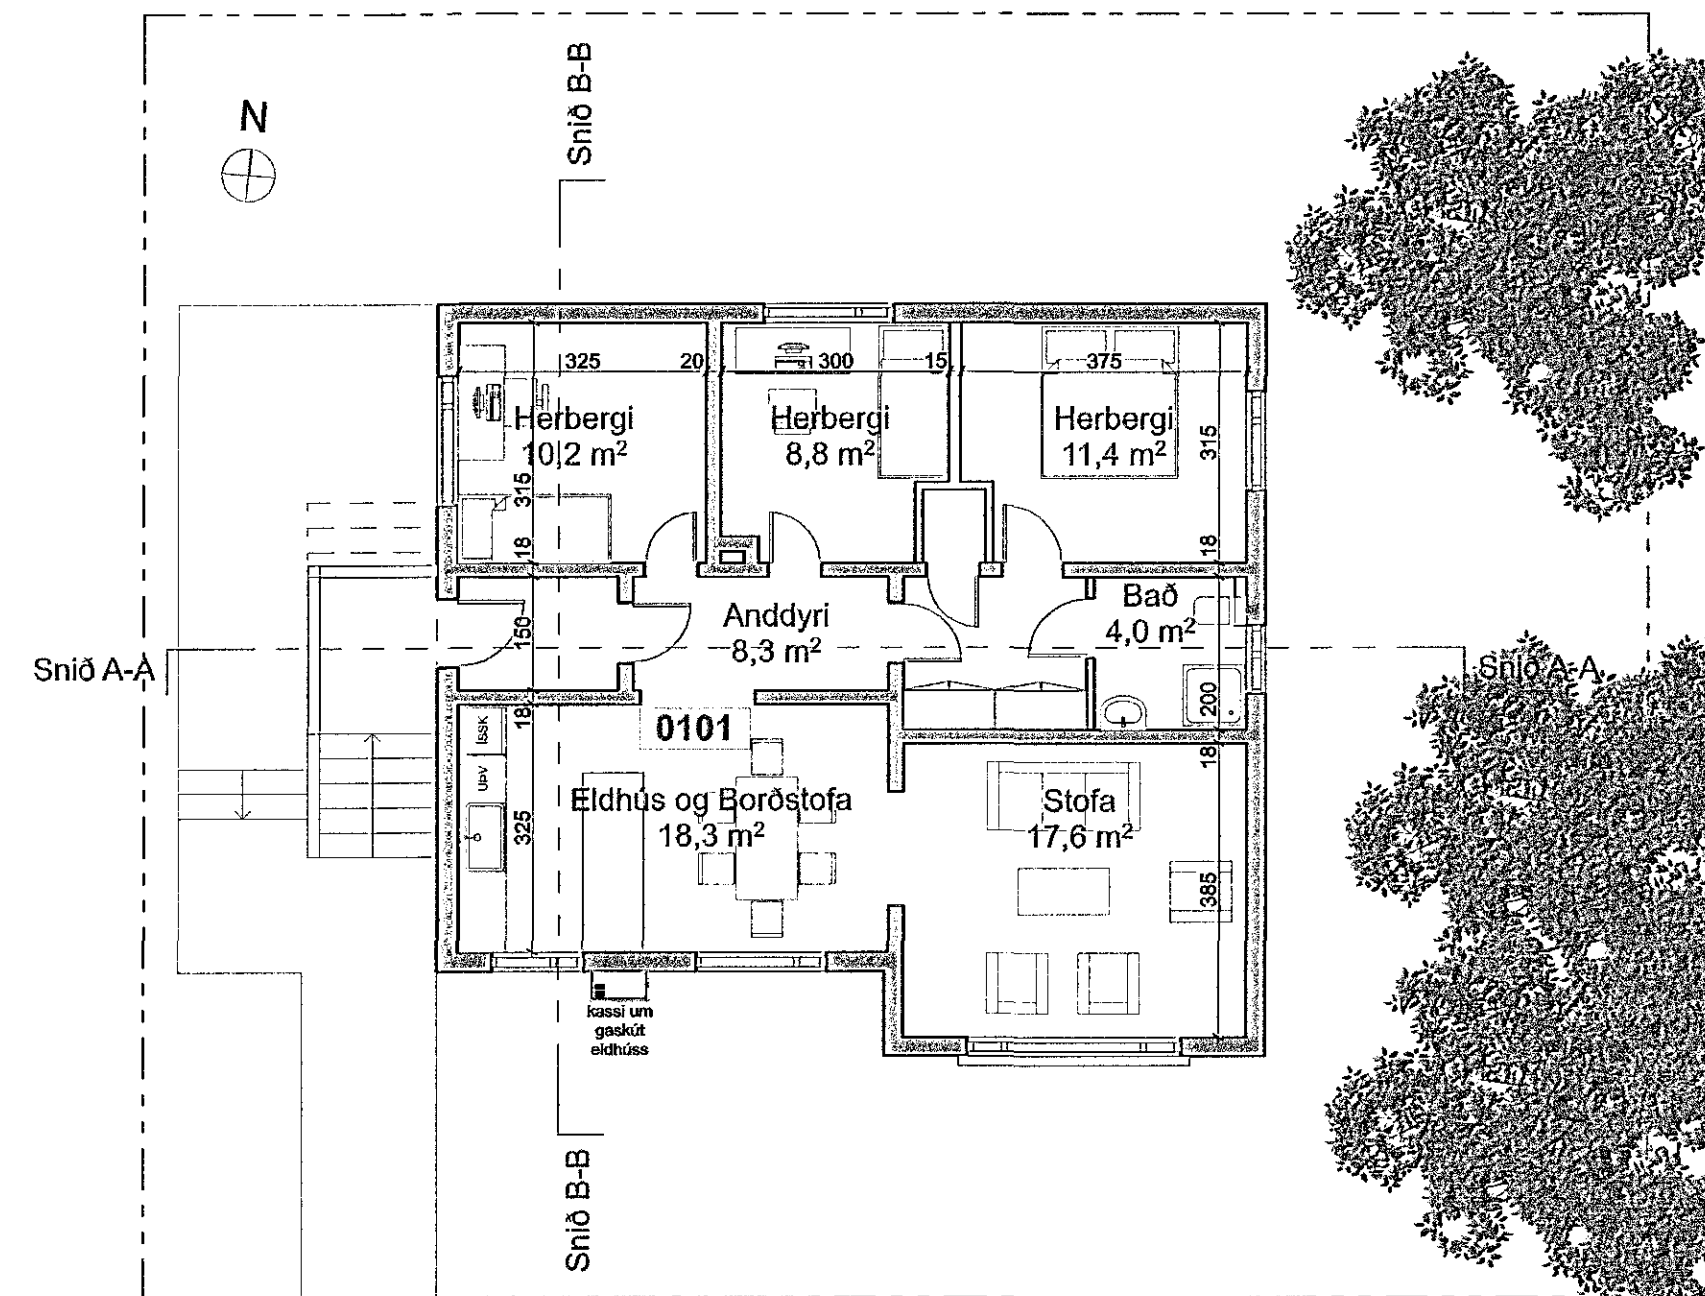 Snið B-B
N
325
20
300
15
375
Herbergi
10,2 m²
Herbergi
8,8 m²
Herbergi
11,4 m²
315
315
18
18
Anddyri
8,3 m²
Bað
4,0 m²
150
Snið A-A
Snið A-A
200
18
ÍSSK
UPV
0101
18
Eldhús og Borðstofa
18,3 m²
325
Stofa
17,6 m²
385
kassi um
gaskút
eldhúss
Snið B-B